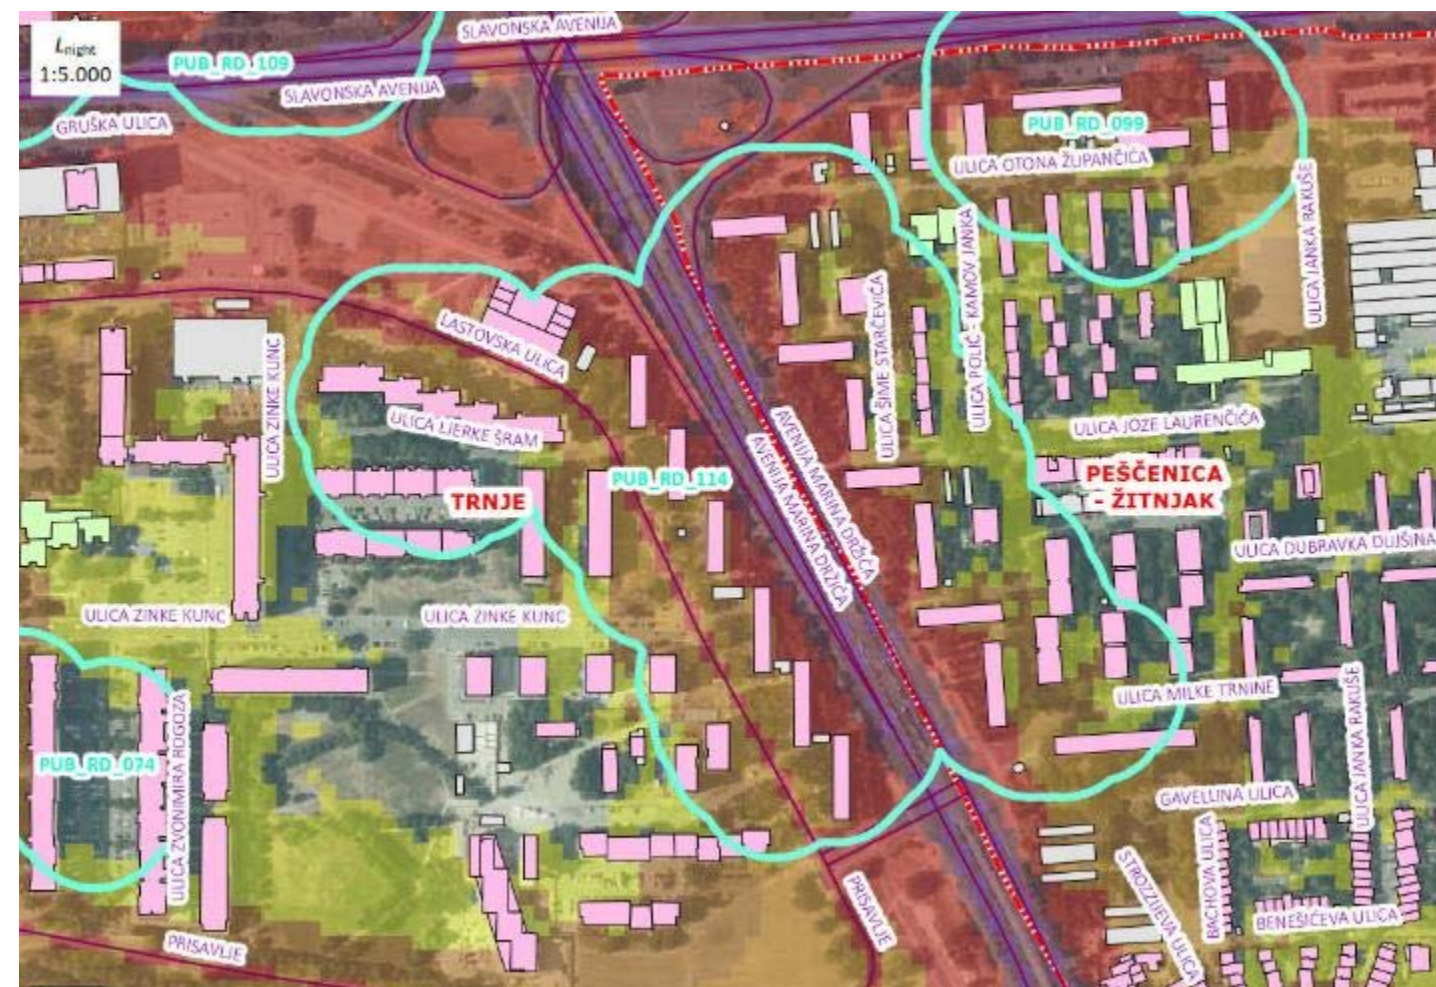 Lnight
1:5.000
SLAVONSKA AVENIJA
PUB_RD_109
SLAVONSKA AVENIJA
GRUŠKA ULICA
PUB_RD_099
ULICA OTONA ŽUPANČIĆA
ULICA JANKA RAKUŠE
ULICA POLIĆ - KAMOV JANKA
ULICA ŠIME STARČEVIĆA
LASTOVSKA ULICA
ULICA ZINKE KUNC
ULICA LJERKE ŠRAM
ULICA JOZE LAURENČIĆA
AVENIJA MARINA DRŽIĆA
AVENIJA MARINA DRŽIĆA
PUB_RD_114
TRNJE
PEŠČENICA
- ŽITNJAK
ULICA DUBRAVKA DUJŠINA
ULICA ZINKE KUNC
ULICA ZINKE KUNC
ULICA MILKE TRNINE
ULICA JANKA RAKUŠE
ULICA ZVONIMIRA ROGOZA
PUB_RD_074
GAVELLINA ULICA
BACHOVA ULICA
STROZZIJEVA ULICA
BENEŠIĆEVA ULICA
PRISAVLJE
PRISAVLJE